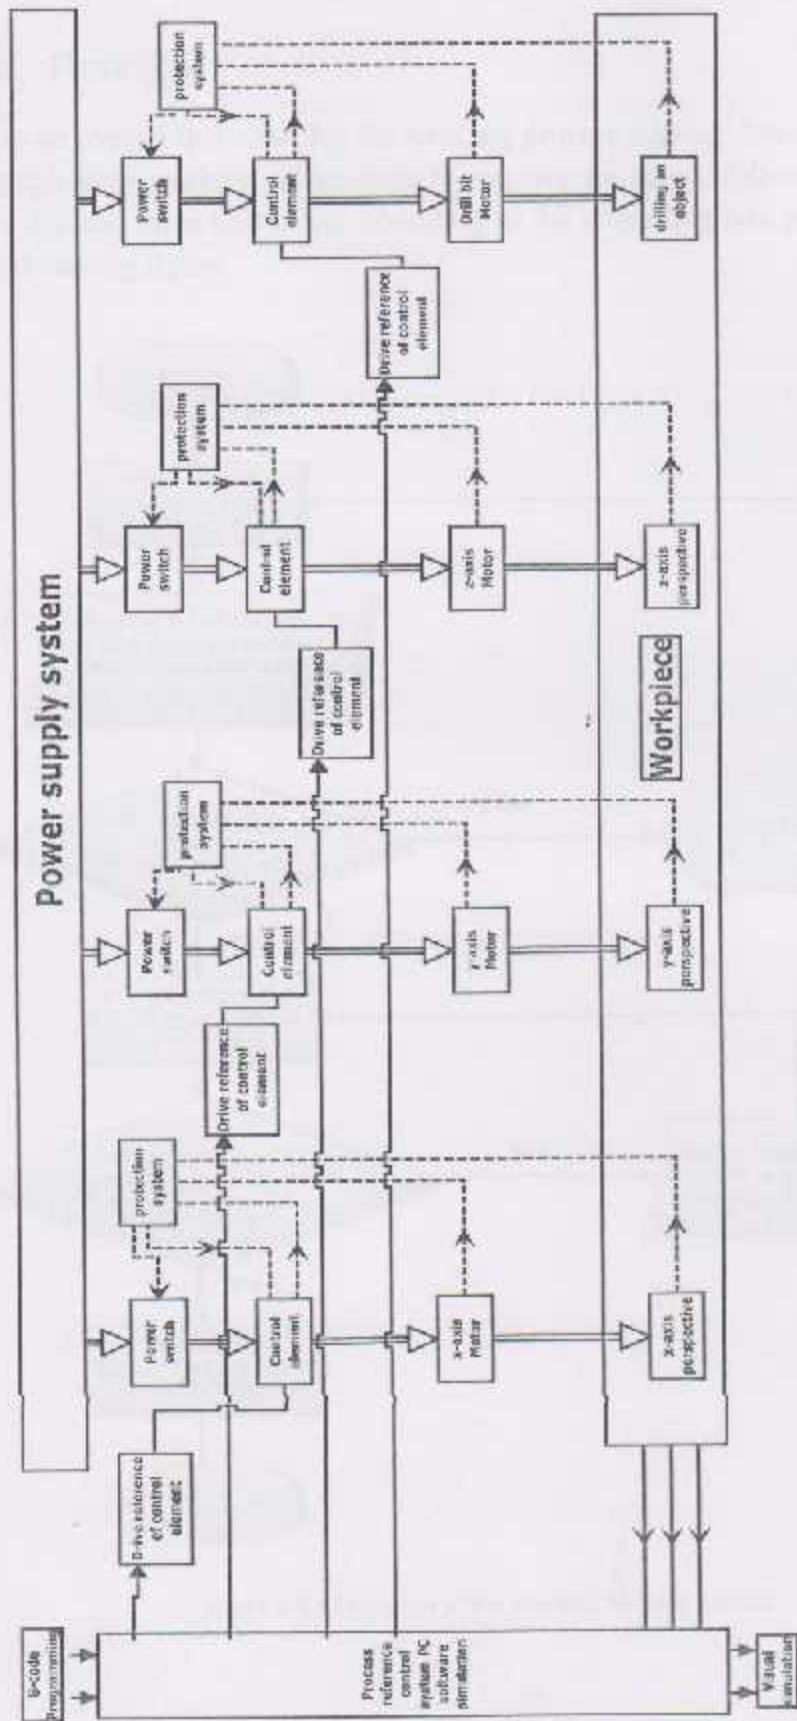 Power supply system
G-code
Programming
Process
reference
control
system PC
software
simulation
Visual
simulation
Drive reference
of control
element
Power
switch
Control
element
protection
system
x-axis
Motor
x-axis
perspective
Drive reference
of control
element
Power
switch
Control
element
protection
system
y-axis
Motor
y-axis
perspective
Drive reference
of control
element
Power
switch
Control
element
protection
system
z-axis
Motor
z-axis
perspective
Workpiece
Drive reference
of control
element
Power
switch
Control
element
protection
system
Drill bit
Motor
drilling an
object